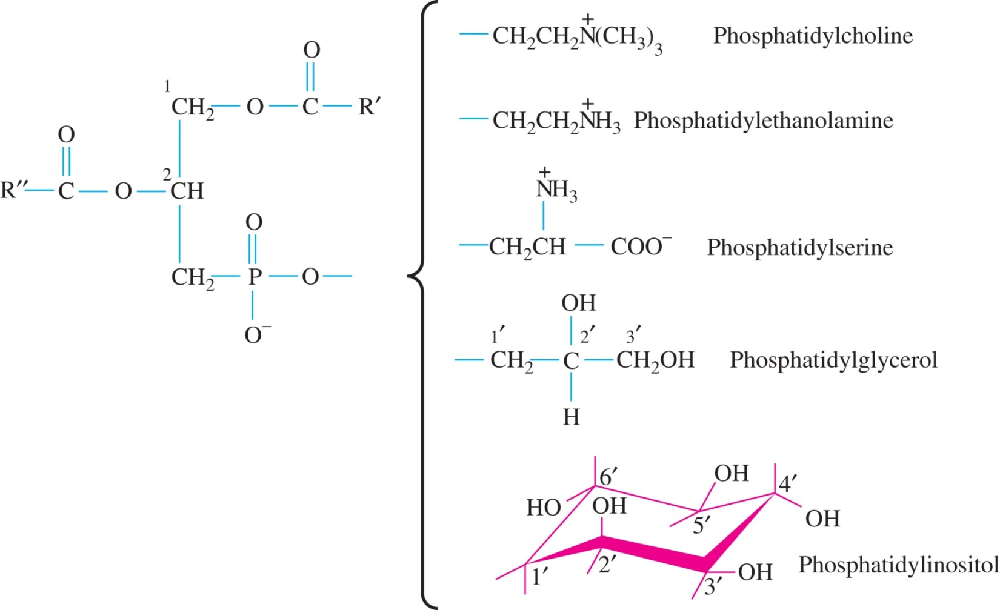 O
1
CH₂ — O — C — R′
O
R″ — C — O — CH
2
O
CH₂ — P — O —
O⁻
+
— CH₂CH₂N(CH₃)₃ Phosphatidylcholine
+
— CH₂CH₂NH₃ Phosphatidylethanolamine
+
NH₃
— CH₂CH — COO⁻ Phosphatidylserine
OH
1′ 2′ 3′
— CH₂ — C — CH₂OH Phosphatidylglycerol
H
6′ OH 4′
HO OH 5′ OH
1′ 2′ 3′ OH Phosphatidylinositol